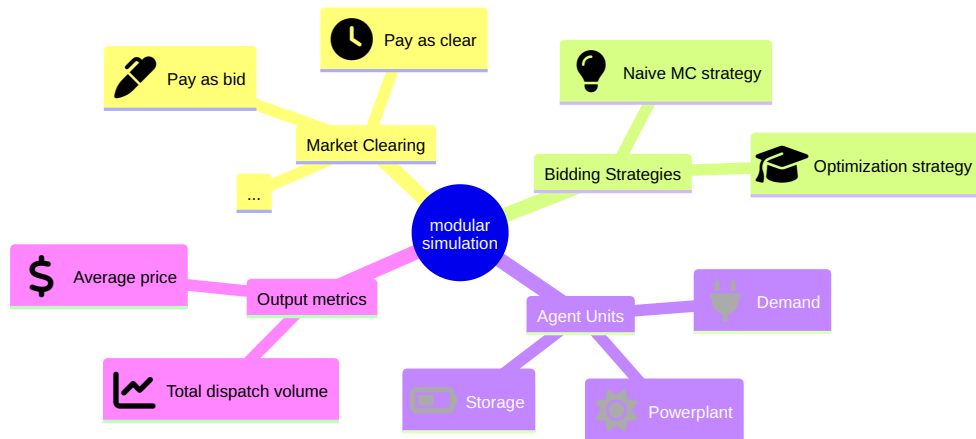 Pay as clear
Pay as bid
Naive MC strategy
Market Clearing
Bidding Strategies
Optimization strategy
...
modular
simulation
Average price
Output metrics
Agent Units
Demand
Total dispatch volume
Storage
Powerplant